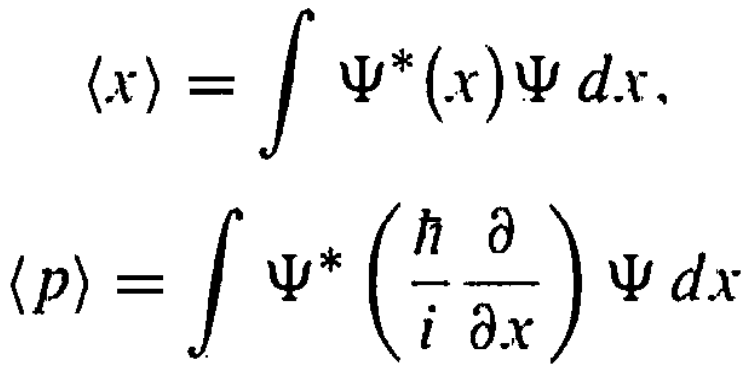 ⟨x⟩ = ∫ Ψ*(x)Ψ dx,
⟨p⟩ = ∫ Ψ* (ħ/i ∂/∂x) Ψ dx